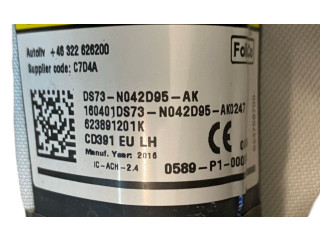 Autoliv +46 322 626200
Supplier code: C7D4A
DS73-N042D95-AK
160401DS73-N042D95-AK0247
623891201K
CD391 EU LH
Manuf. Year: 2016
IC-ACH-2.4
0589-P1-000
CE